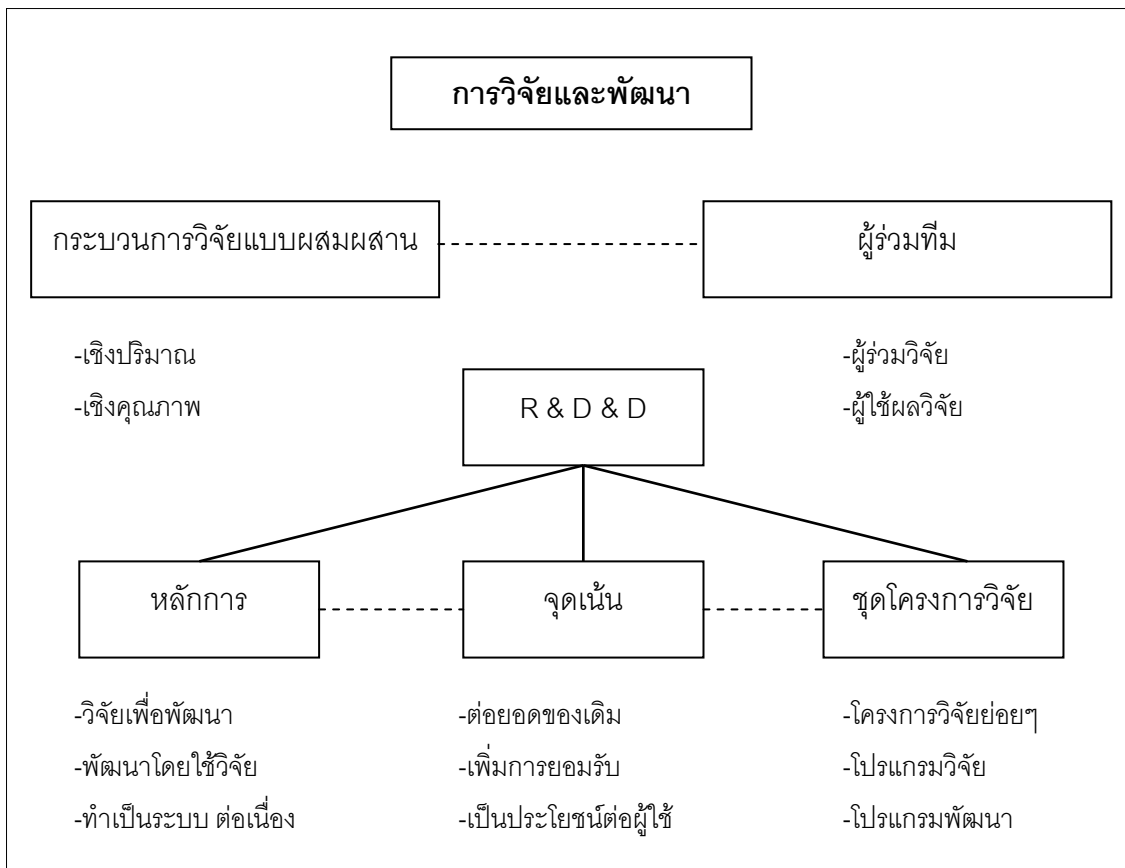 การวิจัยและพัฒนา
กระบวนการวิจัยแบบผสมผสาน
ผู้ร่วมทีม
-เชิงปริมาณ
-เชิงคุณภาพ
-ผู้ร่วมวิจัย
-ผู้ใช้ผลวิจัย
R & D & D
หลักการ
จุดเน้น
ชุดโครงการวิจัย
-วิจัยเพื่อพัฒนา
-พัฒนาโดยใช้วิจัย
-ทำเป็นระบบ ต่อเนื่อง
-ต่อยอดของเดิม
-เพิ่มการยอมรับ
-เป็นประโยชน์ต่อผู้ใช้
-โครงการวิจัยย่อยๆ
-โปรแกรมวิจัย
-โปรแกรมพัฒนา